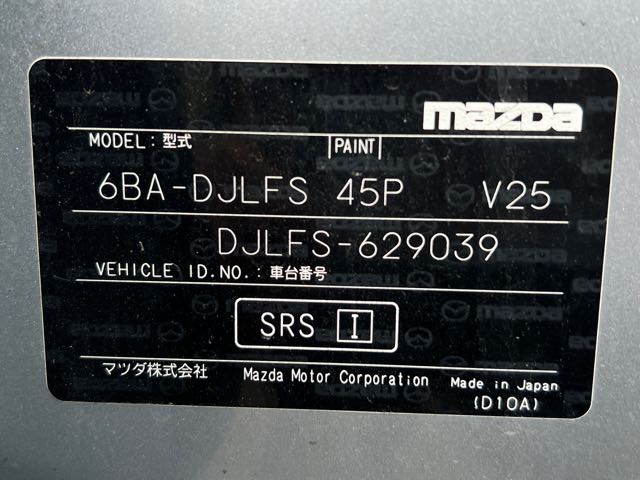 mazda
MODEL: 型式 PAINT
6BA-DJLFS 45P V25
DJLFS-629039
VEHICLE ID.NO.: 車台番号
SRS I
マツダ株式会社 Mazda Motor Corporation Made in Japan
(D10A)